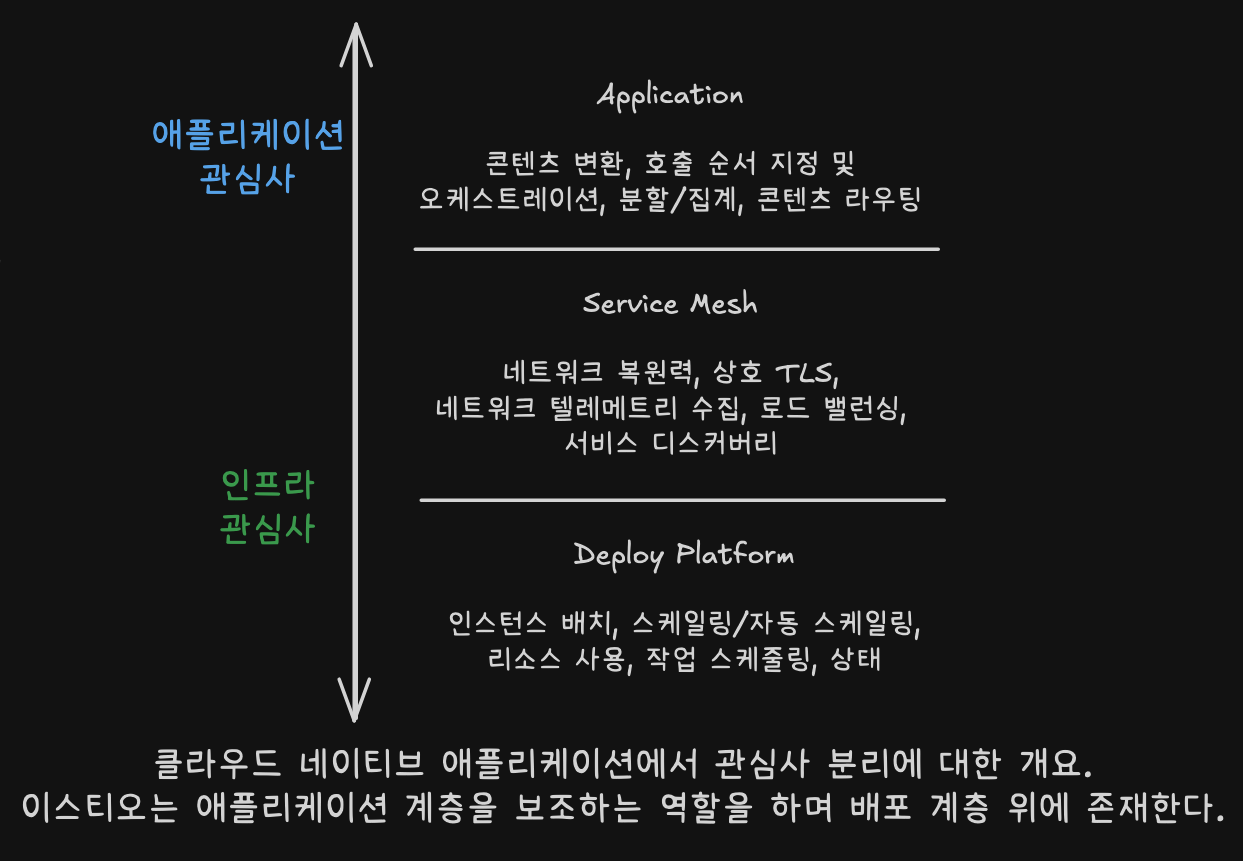 애플리케이션
관심사
Application
콘텐츠 변환, 호출 순서 지정 및
오케스트레이션, 분할/집계, 콘텐츠 라우팅
Service Mesh
네트워크 복원력, 상호 TLS,
네트워크 텔레메트리 수집, 로드 밸런싱,
서비스 디스커버리
인프라
관심사
Deploy Platform
인스턴스 배치, 스케일링/자동 스케일링,
리소스 사용, 작업 스케줄링, 상태
클라우드 네이티브 애플리케이션에서 관심사 분리에 대한 개요.
이스티오는 애플리케이션 계층을 보조하는 역할을 하며 배포 계층 위에 존재한다.